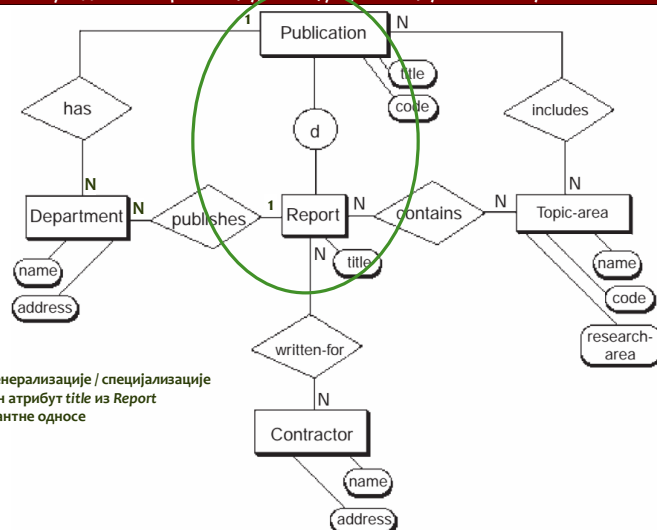 1
Publication
N
title
code
has
d
includes
N
N
Department
N
publishes
1
Report
N
contains
N
Topic-area
name
address
N
title
name
code
research-
area
written-for
N
Contractor
name
address
енерализације / специјализације
н атрибут title из Report
антне односе